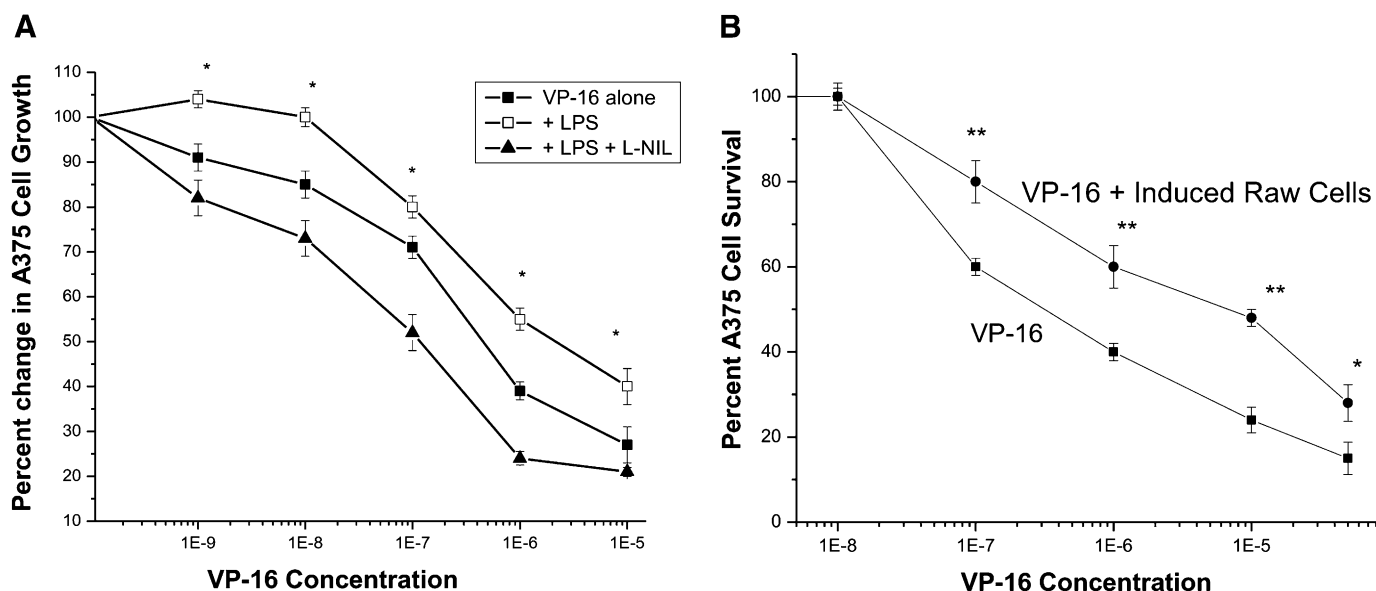 A
Percent change in A375 Cell Growth
110
100
90
80
70
60
50
40
30
20
10
* * * * *
VP-16 alone
+ LPS
+ LPS + L-NIL
1E-9 1E-8 1E-7 1E-6 1E-5
VP-16 Concentration
B
Percent A375 Cell Survival
100
80
60
40
20
0
** ** ** *
VP-16 + Induced Raw Cells
VP-16
1E-8 1E-7 1E-6 1E-5
VP-16 Concentration